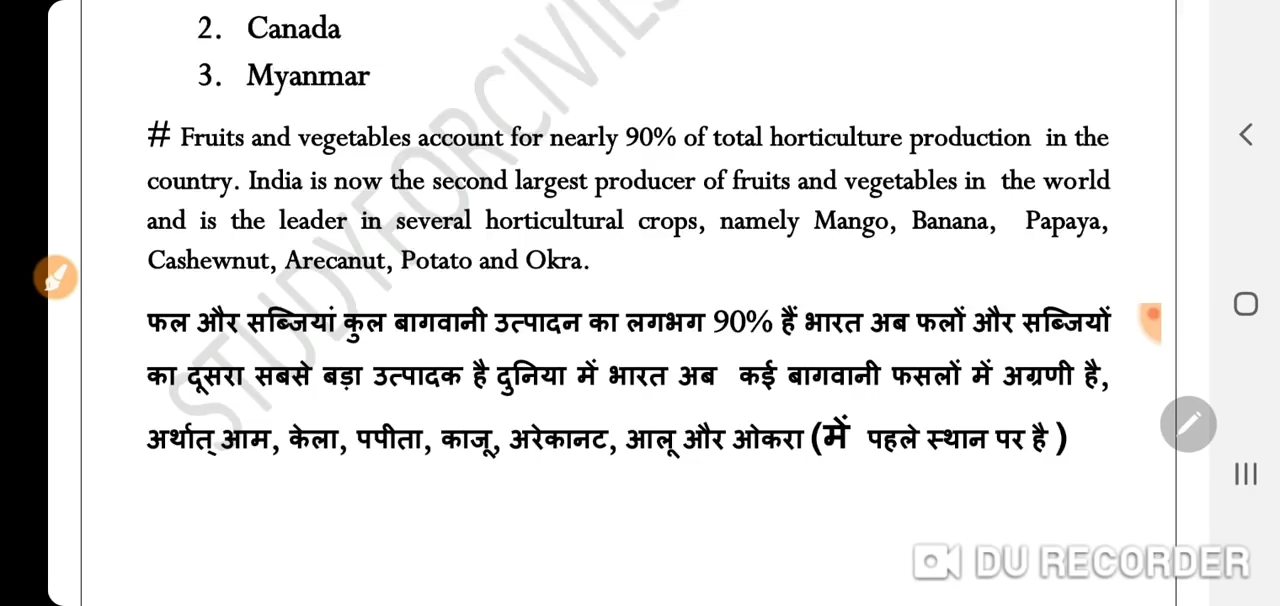 2. Canada
3. Myanmar
# Fruits and vegetables account for nearly 90% of total horticulture production in the
country. India is now the second largest producer of fruits and vegetables in the world
and is the leader in several horticultural crops, namely Mango, Banana, Papaya,
Cashewnut, Arecanut, Potato and Okra.
फल और सब्जियां कुल बागवानी उत्पादन का लगभग 90% हैं भारत अब फलों और सब्जियों
का दूसरा सबसे बड़ा उत्पादक है दुनिया में भारत अब कई बागवानी फसलों में अग्रणी है,
अर्थात् आम, केला, पपीता, काजू, अरेकानट, आलू और ओकरा (में पहले स्थान पर है )
STUDYFORCIVILS
DU RECORDER